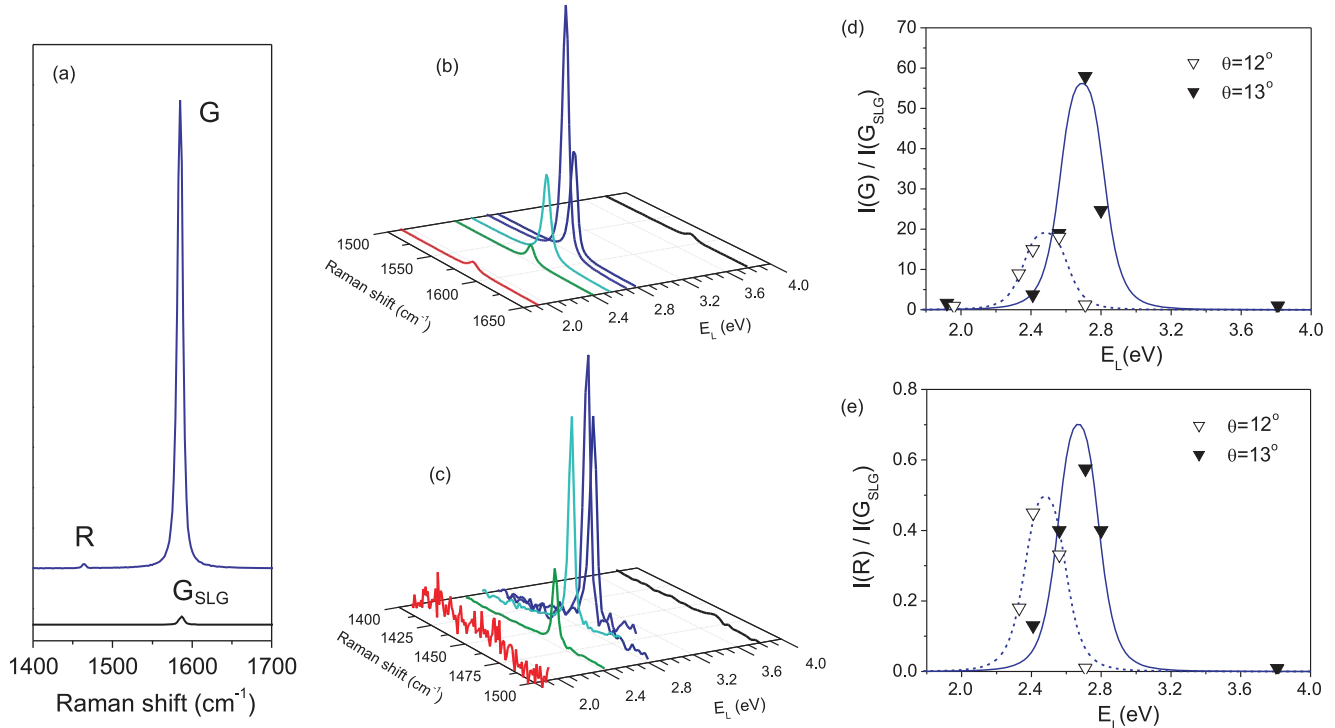 (a)
G
R
G_SLG
1400 1500 1600 1700
Raman shift (cm⁻¹)
(b)
1500
1550
1600
1650
Raman shift (cm⁻¹)
2.0 2.4 2.8 3.2 3.6 4.0
E_L (eV)
(c)
1400
1425
1450
1475
1500
Raman shift (cm⁻¹)
2.0 2.4 2.8 3.2 3.6 4.0
E_L (eV)
(d)
70
60
50
40
30
20
10
0
I(G) / I(G_SLG)
▽ θ=12°
▼ θ=13°
2.0 2.4 2.8 3.2 3.6 4.0
E_L(eV)
(e)
0.8
0.6
0.4
0.2
0.0
I(R) / I(G_SLG)
▽ θ=12°
▼ θ=13°
2.0 2.4 2.8 3.2 3.6 4.0
E_L(eV)